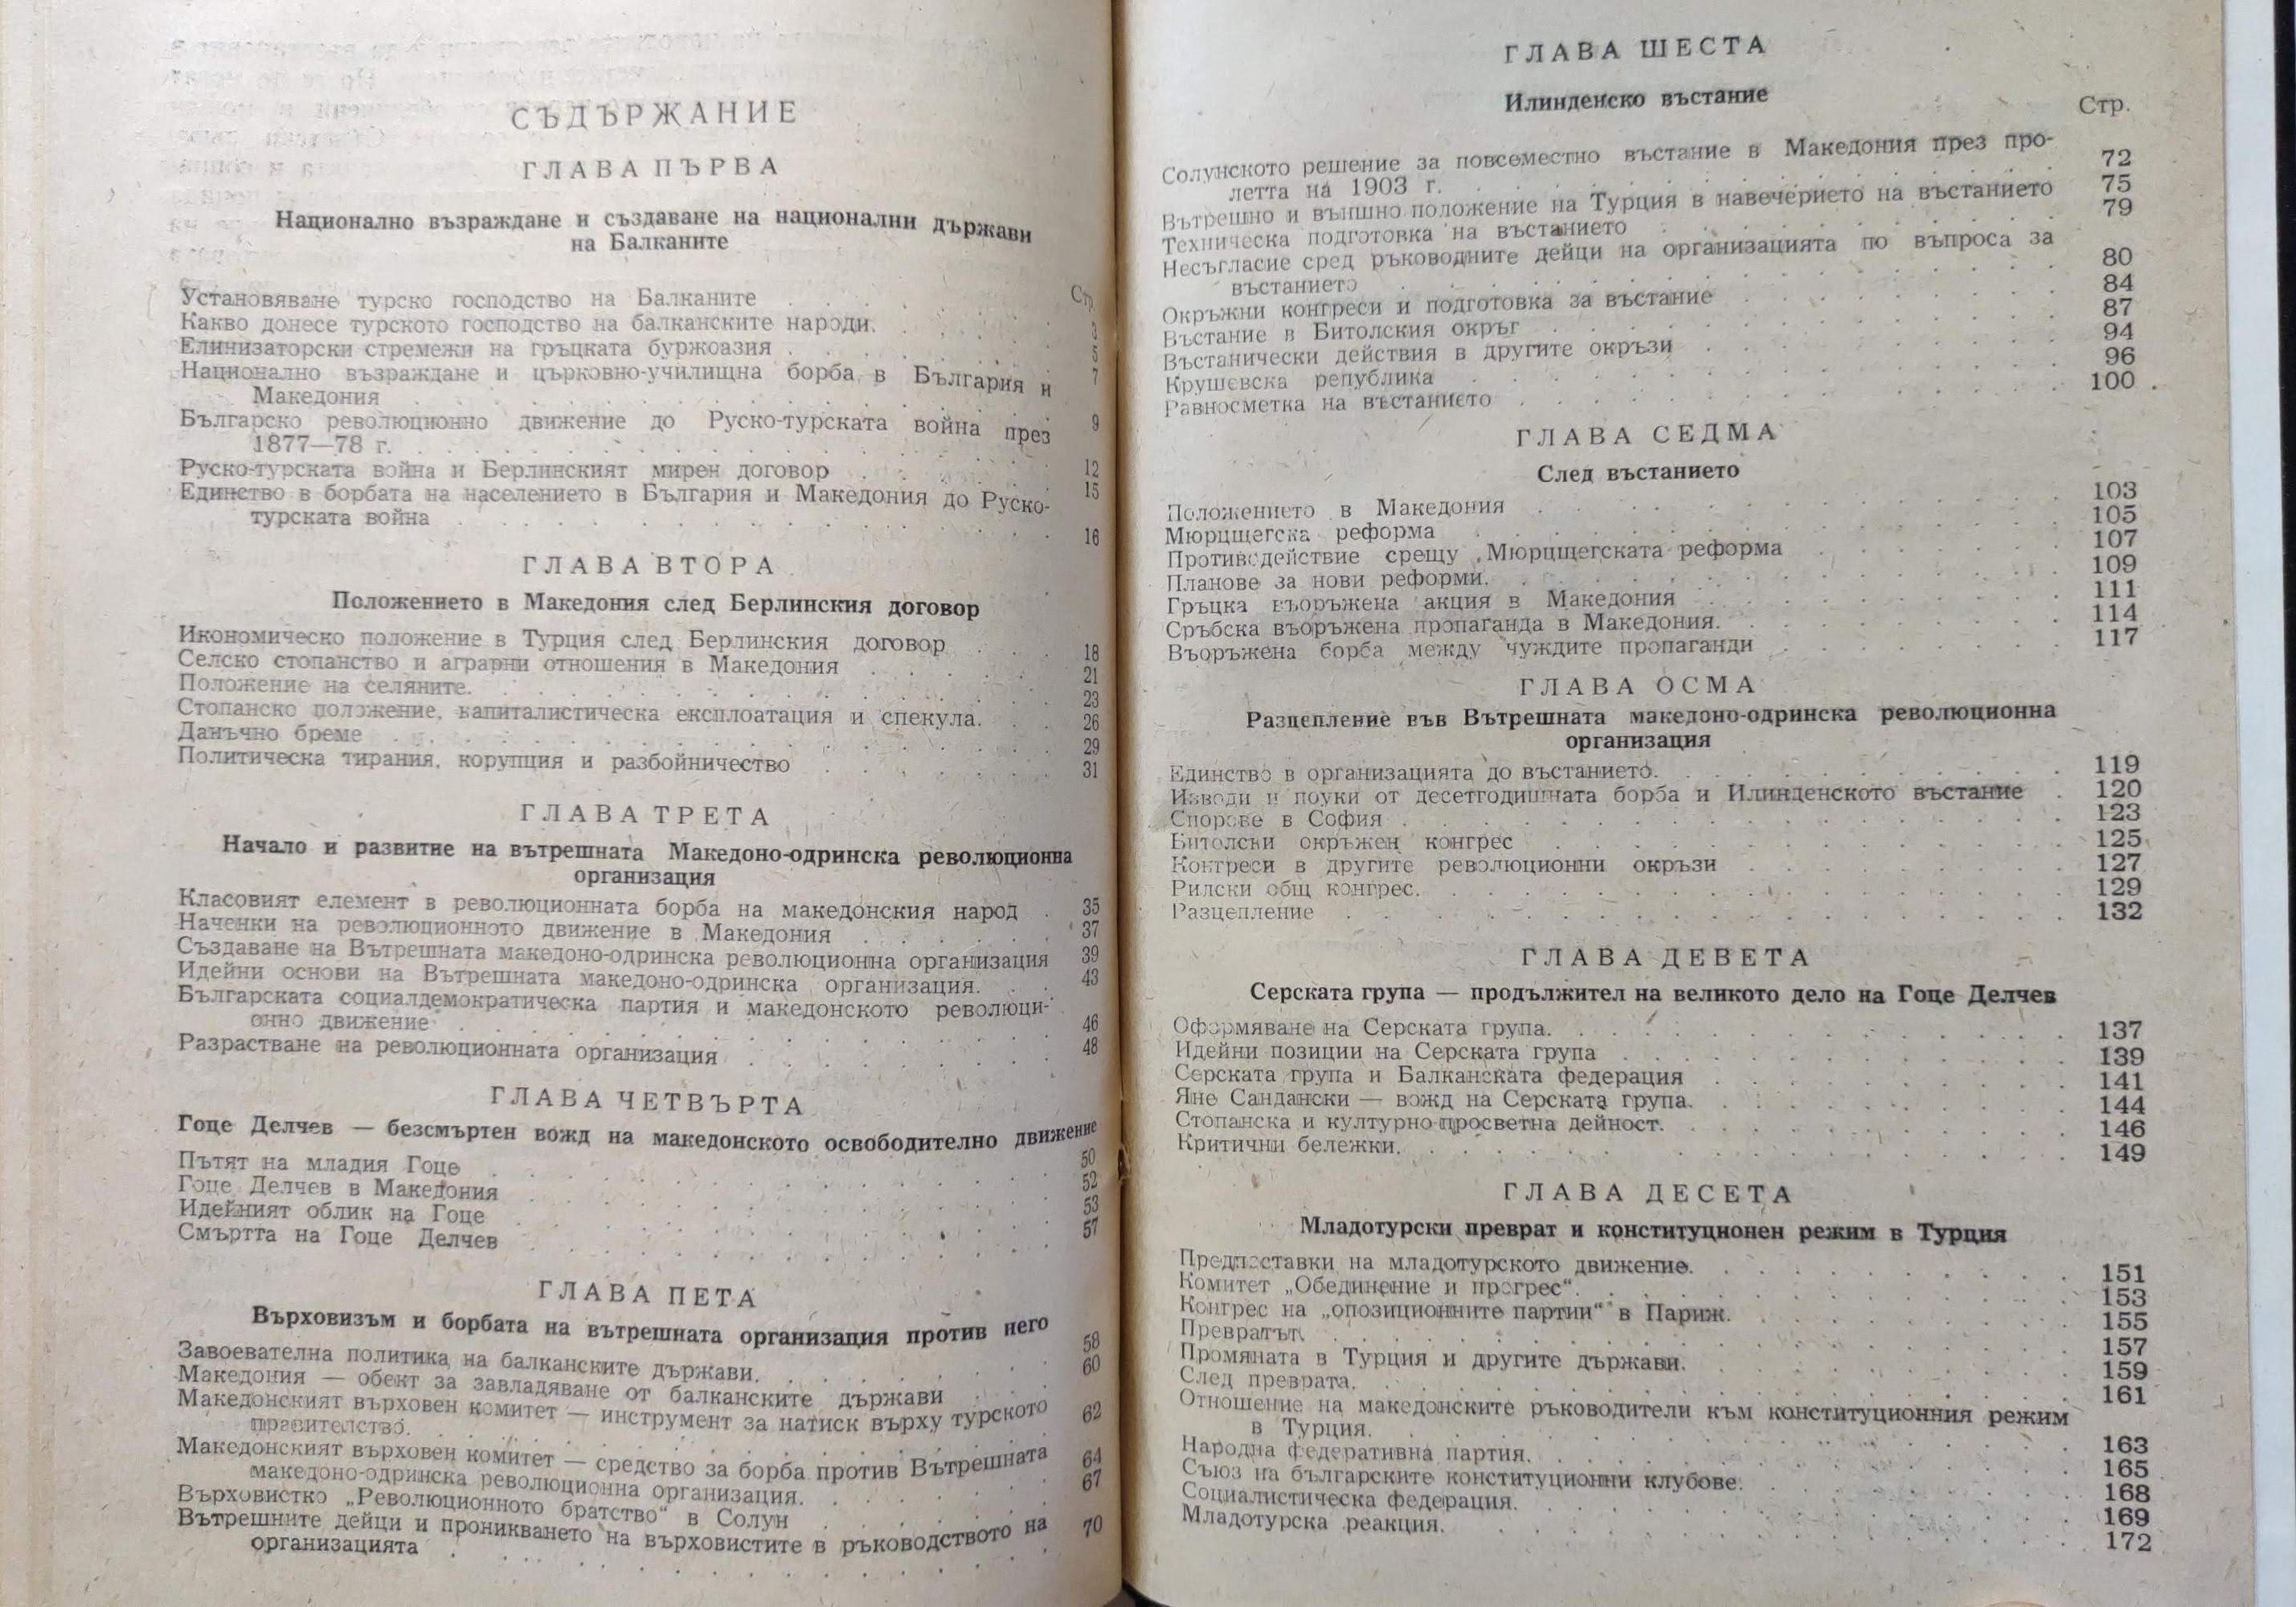 СЪДЪРЖАНИЕ
ГЛАВА ПЪРВА
Национално възраждане и създаване на национални държави
на Балканите
Стр.
Установяване турско господство на Балканите . . . 3
Какво донесе турското господство на балканските народи. . . . 5
Елинизаторски стремежи на гръцката буржоазия . . . 7
Национално възраждане и църковно-училищна борба в България и
Македония . . . 9
Българско революционно движение до Руско-турската война през
1877—78 г. . . . 12
Руско-турската война и Берлинският мирен договор . . . 15
Единство в борбата на населението в България и Македония до Руско-
турската война . . . 16
ГЛАВА ВТОРА
Положението в Македония след Берлинския договор
Икономическо положение в Турция след Берлинския договор . . . 18
Селско стопанство и аграрни отношения в Македония . . . 21
Положение на селяните. . . . 23
Стопанско положение, капиталистическа експлоатация и спекула. . . 26
Данъчно бреме . . . 29
Политическа тирания, корупция и разбойничество . . . 31
ГЛАВА ТРЕТА
Начало и развитие на вътрешната Македоно-одринска революционна
организация
Класовият елемент в революционната борба на македонския народ . 35
Наченки на революционното движение в Македония . . . 37
Създаване на Вътрешната македоно-одринска революционна организация 39
Идейни основи на Вътрешната македоно-одринска организация. . . 43
Българската социалдемократическа партия и македонското революци-
онно движение . . . 46
Разрастване на революционната организация . . . 48
ГЛАВА ЧЕТВЪРТА
Гоце Делчев — безсмъртен вожд на македонското освободително движение
Пътят на младия Гоце . . . 50
Гоце Делчев в Македония . . . 52
Идейният облик на Гоце . . . 53
Смъртта на Гоце Делчев . . . 57
ГЛАВА ПЕТА
Върховизъм и борбата на вътрешната организация против него
Завоевателна политика на балканските държави. . . . 58
Македония — обект за завладяване от балканските държави . . . 60
Македонският върховен комитет — инструмент за натиск върху турското
правителство. . . . 62
Македонският върховен комитет — средство за борба против Вътрешната
македоно-одринска революционна организация. . . . 64
Върховистко „Революционното братство“ в Солун . . . 67
Вътрешните дейци и проникването на върховистите в ръководството на
организацията . . . 70
ГЛАВА ШЕСТА
Илинденско въстание
Стр.
Солунското решение за повсеместно въстание в Македония през про-
летта на 1903 г. . . . 72
Вътрешно и външно положение на Турция в навечерието на въстанието 75
Техническа подготовка на въстанието . . . 79
Несъгласие сред ръководните дейци на организацията по въпроса за
въстанието . . . 80
Окръжни конгреси и подготовка за въстание . . . 84
Въстание в Битолския окръг . . . 87
Въстанически действия в другите окръзи . . . 94
Крушевска република . . . 96
Равносметка на въстанието . . . 100
ГЛАВА СЕДМА
След въстанието
Положението в Македония . . . 103
Мюрцщегска реформа . . . 105
Противодействие срещу Мюрцщегската реформа . . . 107
Планове за нови реформи. . . . 109
Гръцка въоръжена акция в Македония . . . 111
Сръбска въоръжена пропаганда в Македония. . . . 114
Въоръжена борба между чуждите пропаганди . . . 117
ГЛАВА ОСМА
Разцепление във Вътрешната македоно-одринска революционна
организация
Единство в организацията до въстанието. . . . 119
Изводи и поуки от десетгодишната борба и Илинденското въстание . 120
Спорове в София . . . 123
Битолски окръжен конгрес . . . 125
Конгреси в другите революционни окръзи . . . 127
Рилски общ конгрес. . . . 129
Разцепление . . . 132
ГЛАВА ДЕВЕТА
Серската група — продължител на великото дело на Гоце Делчев
Оформяване на Серската група. . . . 137
Идейни позиции на Серската група . . . 139
Серската група и Балканската федерация . . . 141
Яне Сандански — вожд на Серската група. . . . 144
Стопанска и културно-просветна дейност. . . . 146
Критични бележки. . . . 149
ГЛАВА ДЕСЕТА
Младотурски преврат и конституционен режим в Турция
Предпоставки на младотурското движение. . . . 151
Комитет „Обединение и прогрес“. . . . 153
Конгрес на „опозиционните партии“ в Париж. . . . 155
Превратът. . . . 157
Промяната в Турция и другите държави. . . . 159
След преврата. . . . 161
Отношение на македонските ръководители към конституционния режим
в Турция. . . . 163
Народна федеративна партия. . . . 165
Съюз на българските конституционни клубове. . . . 168
Социалистическа федерация. . . . 169
Младотурска реакция. . . . 172